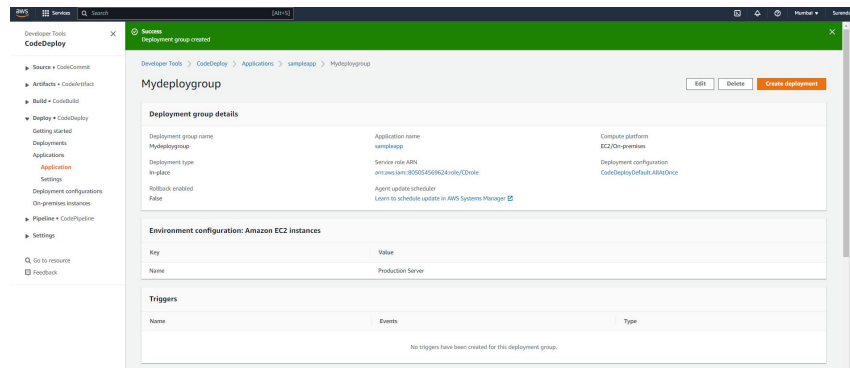 aws
Services
Search
[Alt+S]
Mumbai
Surend
Developer Tools
CodeDeploy
Source • CodeCommit
Artifacts • CodeArtifact
Build • CodeBuild
Deploy • CodeDeploy
Getting started
Deployments
Applications
Application
Settings
Deployment configurations
On-premises instances
Pipeline • CodePipeline
Settings
Go to resource
Feedback
Success
Deployment group created
Developer Tools > CodeDeploy > Applications > sampleapp > Mydeploygroup
Mydeploygroup
Edit
Delete
Create deployment
Deployment group details
Deployment group name
Mydeploygroup
Application name
sampleapp
Compute platform
EC2/On-premises
Deployment type
In-place
Service role ARN
arn:aws:iam::805054569624:role/CDrole
Deployment configuration
CodeDeployDefault.AllAtOnce
Rollback enabled
False
Agent update scheduler
Learn to schedule update in AWS Systems Manager
Environment configuration: Amazon EC2 instances
Key Value
Name Production Server
Triggers
Name Events Type
No triggers have been created for this deployment group.